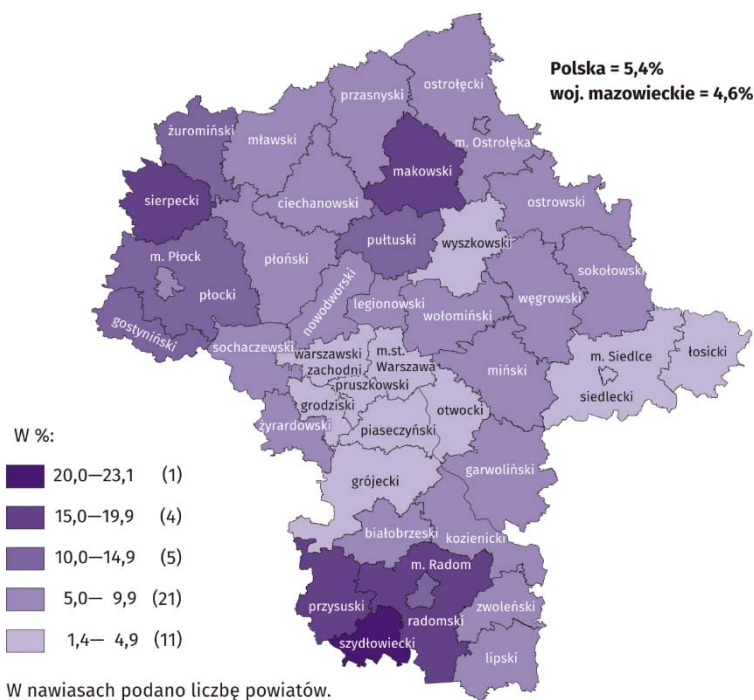 Polska = 5,4%
woj. mazowieckie = 4,6%
ostrołęcki
przasnyski
żuromiński
mławski
m. Ostrołęka
makowski
sierpecki
ciechanowski
ostrowski
pułtuski
wyszkowski
m. Płock
płoński
sokołowski
płocki
nowodworski
legionowski
węgrowski
wołomiński
gostyniński
sochaczewski
warszawski
zachodni
m.st.
Warszawa
m. Siedlce
łosicki
miński
pruszkowski
siedlecki
grodziski
otwocki
piaseczyński
żyrardowski
garwoliński
grójecki
białobrzeski
kozienicki
m. Radom
przysuski
zwoleński
radomski
szydłowiecki
lipski
W %:
20,0—23,1 (1)
15,0—19,9 (4)
10,0—14,9 (5)
5,0— 9,9 (21)
1,4— 4,9 (11)
W nawiasach podano liczbę powiatów.